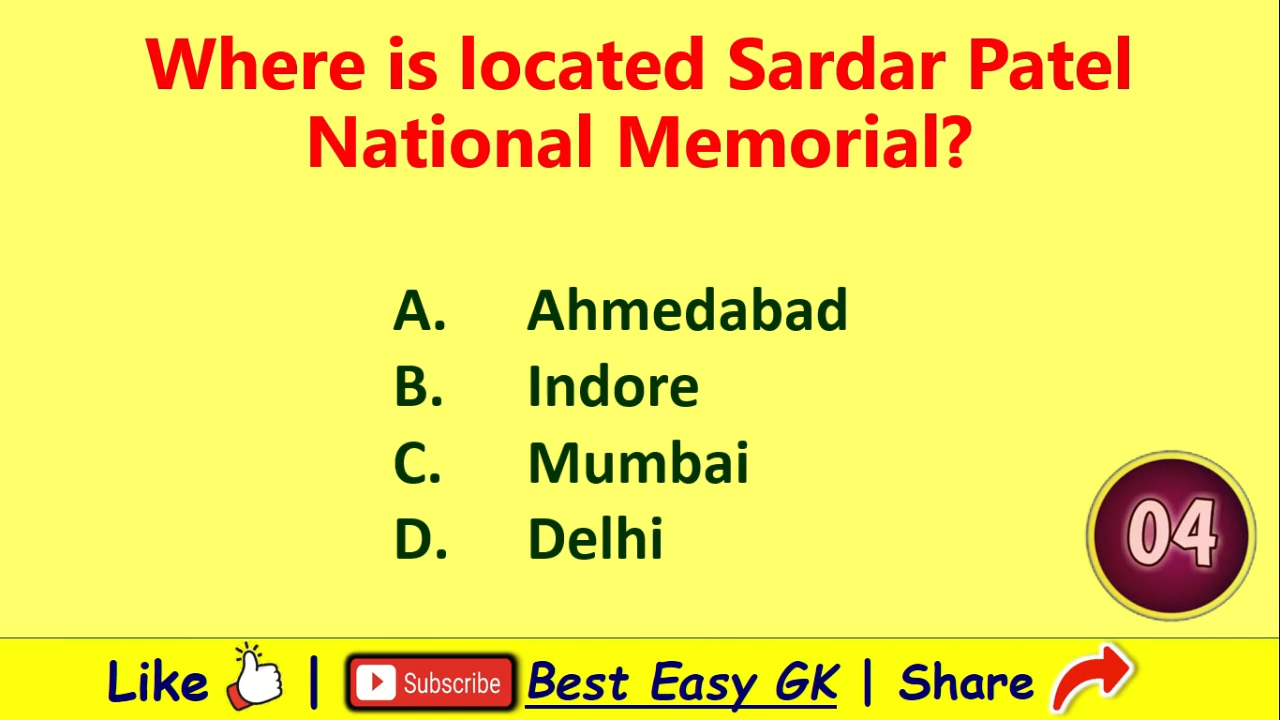 Where is located Sardar Patel
National Memorial?
A. Ahmedabad
B. Indore
C. Mumbai
D. Delhi
04
Like | Subscribe Best Easy GK | Share